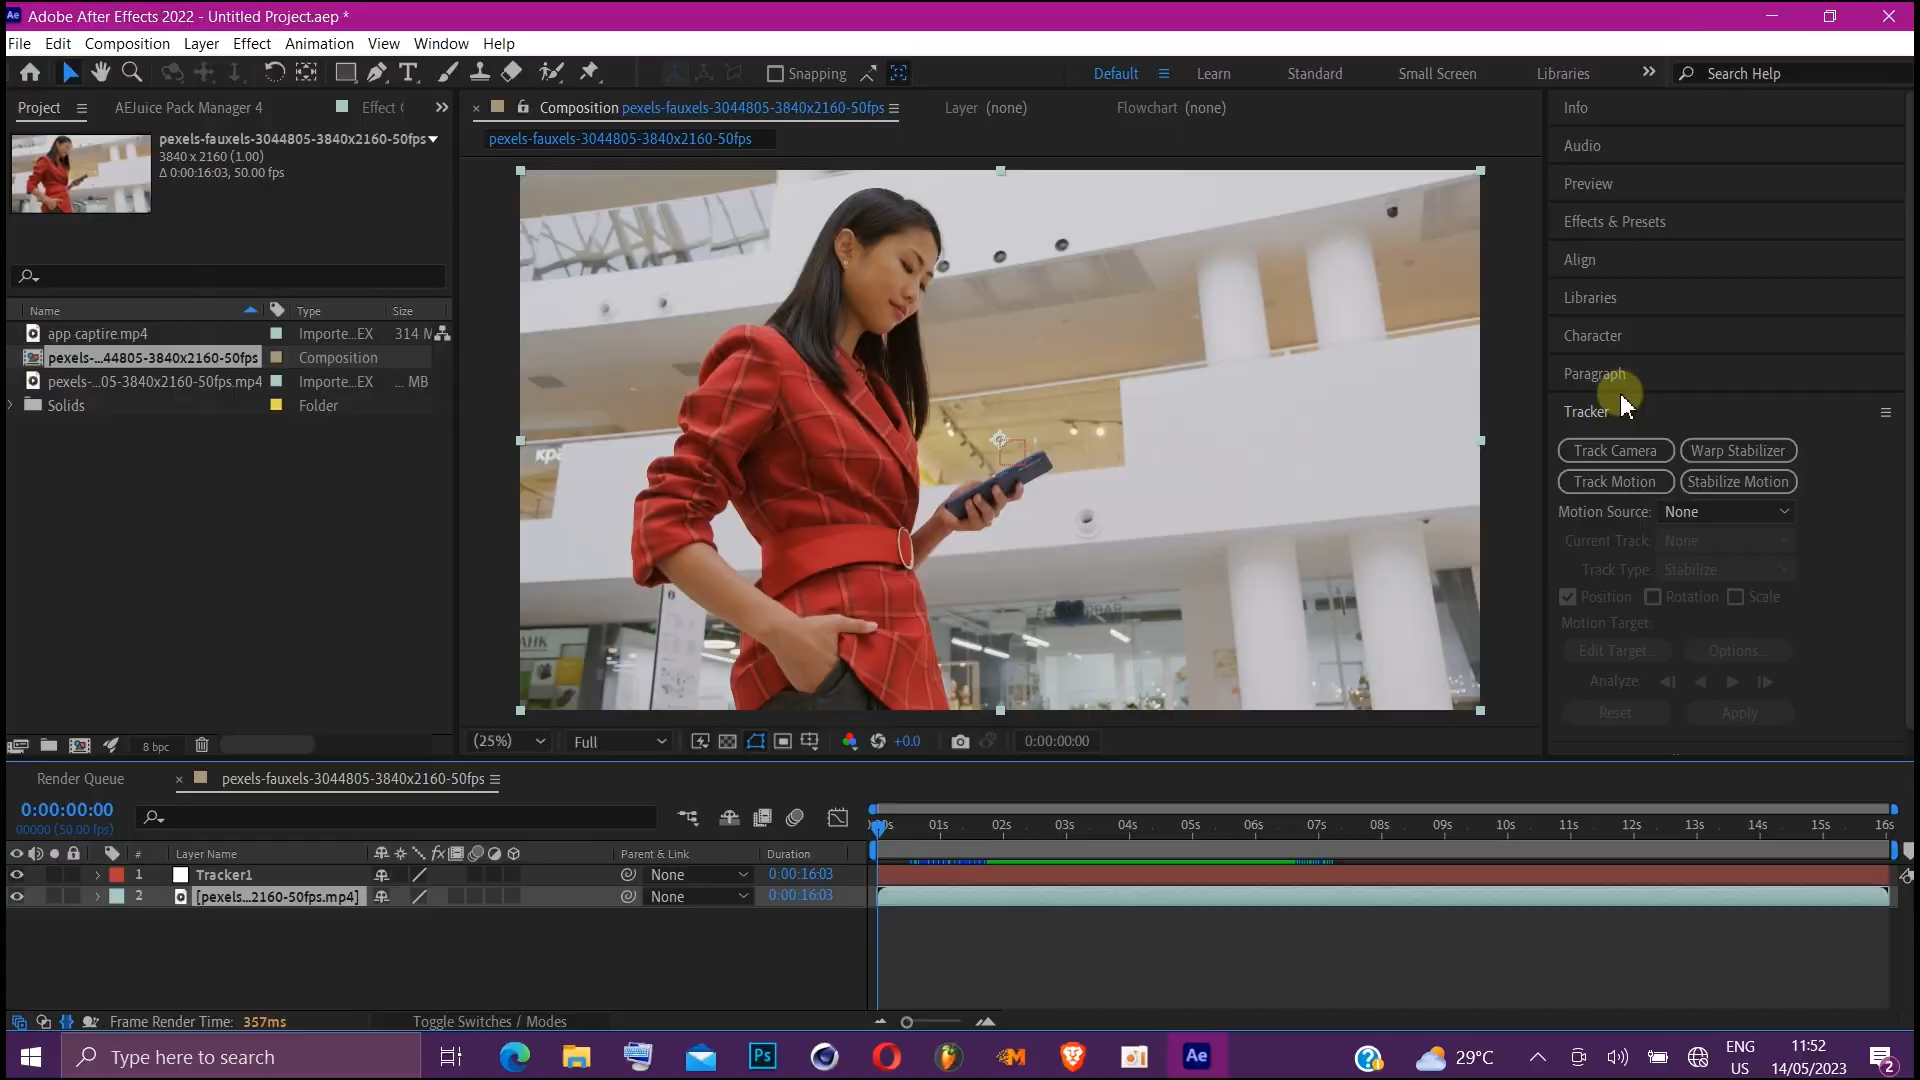 Ae Adobe After Effects 2022 - Untitled Project.aep *
File Edit Composition Layer Effect Animation View Window Help
Snapping
Default Learn Standard Small Screen Libraries Search Help
Project AEJuice Pack Manager 4 Effect
Composition pexels-fauxels-3044805-3840x2160-50fps Layer (none) Flowchart (none)
pexels-fauxels-3044805-3840x2160-50fps
pexels-fauxels-3044805-3840x2160-50fps
3840 x 2160 (1.00)
Δ 0:00:16:03, 50.00 fps
Name Type Size
app captire.mp4 Importe...EX 314 M
pexels-...44805-3840x2160-50fps Composition
pexels-...05-3840x2160-50fps.mp4 Importe...EX ... MB
Solids Folder
8 bpc
кра
АНК
(25%) Full +0.0 0:00:00:00
Info
Audio
Preview
Effects & Presets
Align
Libraries
Character
Paragraph
Tracker
Track Camera Warp Stabilizer
Track Motion Stabilize Motion
Motion Source: None
Current Track: None
Track Type: Stabilize
Position Rotation Scale
Motion Target:
Edit Target... Options...
Analyze:
Reset Apply
Render Queue pexels-fauxels-3044805-3840x2160-50fps
0:00:00:00
00000 (50.00 fps)
01s 02s 03s 04s 05s 06s 07s 08s 09s 10s 11s 12s 13s 14s 15s 16s
# Layer Name fx Parent & Link Duration
1 Tracker1 None 0:00:16:03
2 [pexels...2160-50fps.mp4] None 0:00:16:03
Frame Render Time: 357ms Toggle Switches / Modes
Type here to search Ps Ae 29°C ENG US 11:52 14/05/2023 2